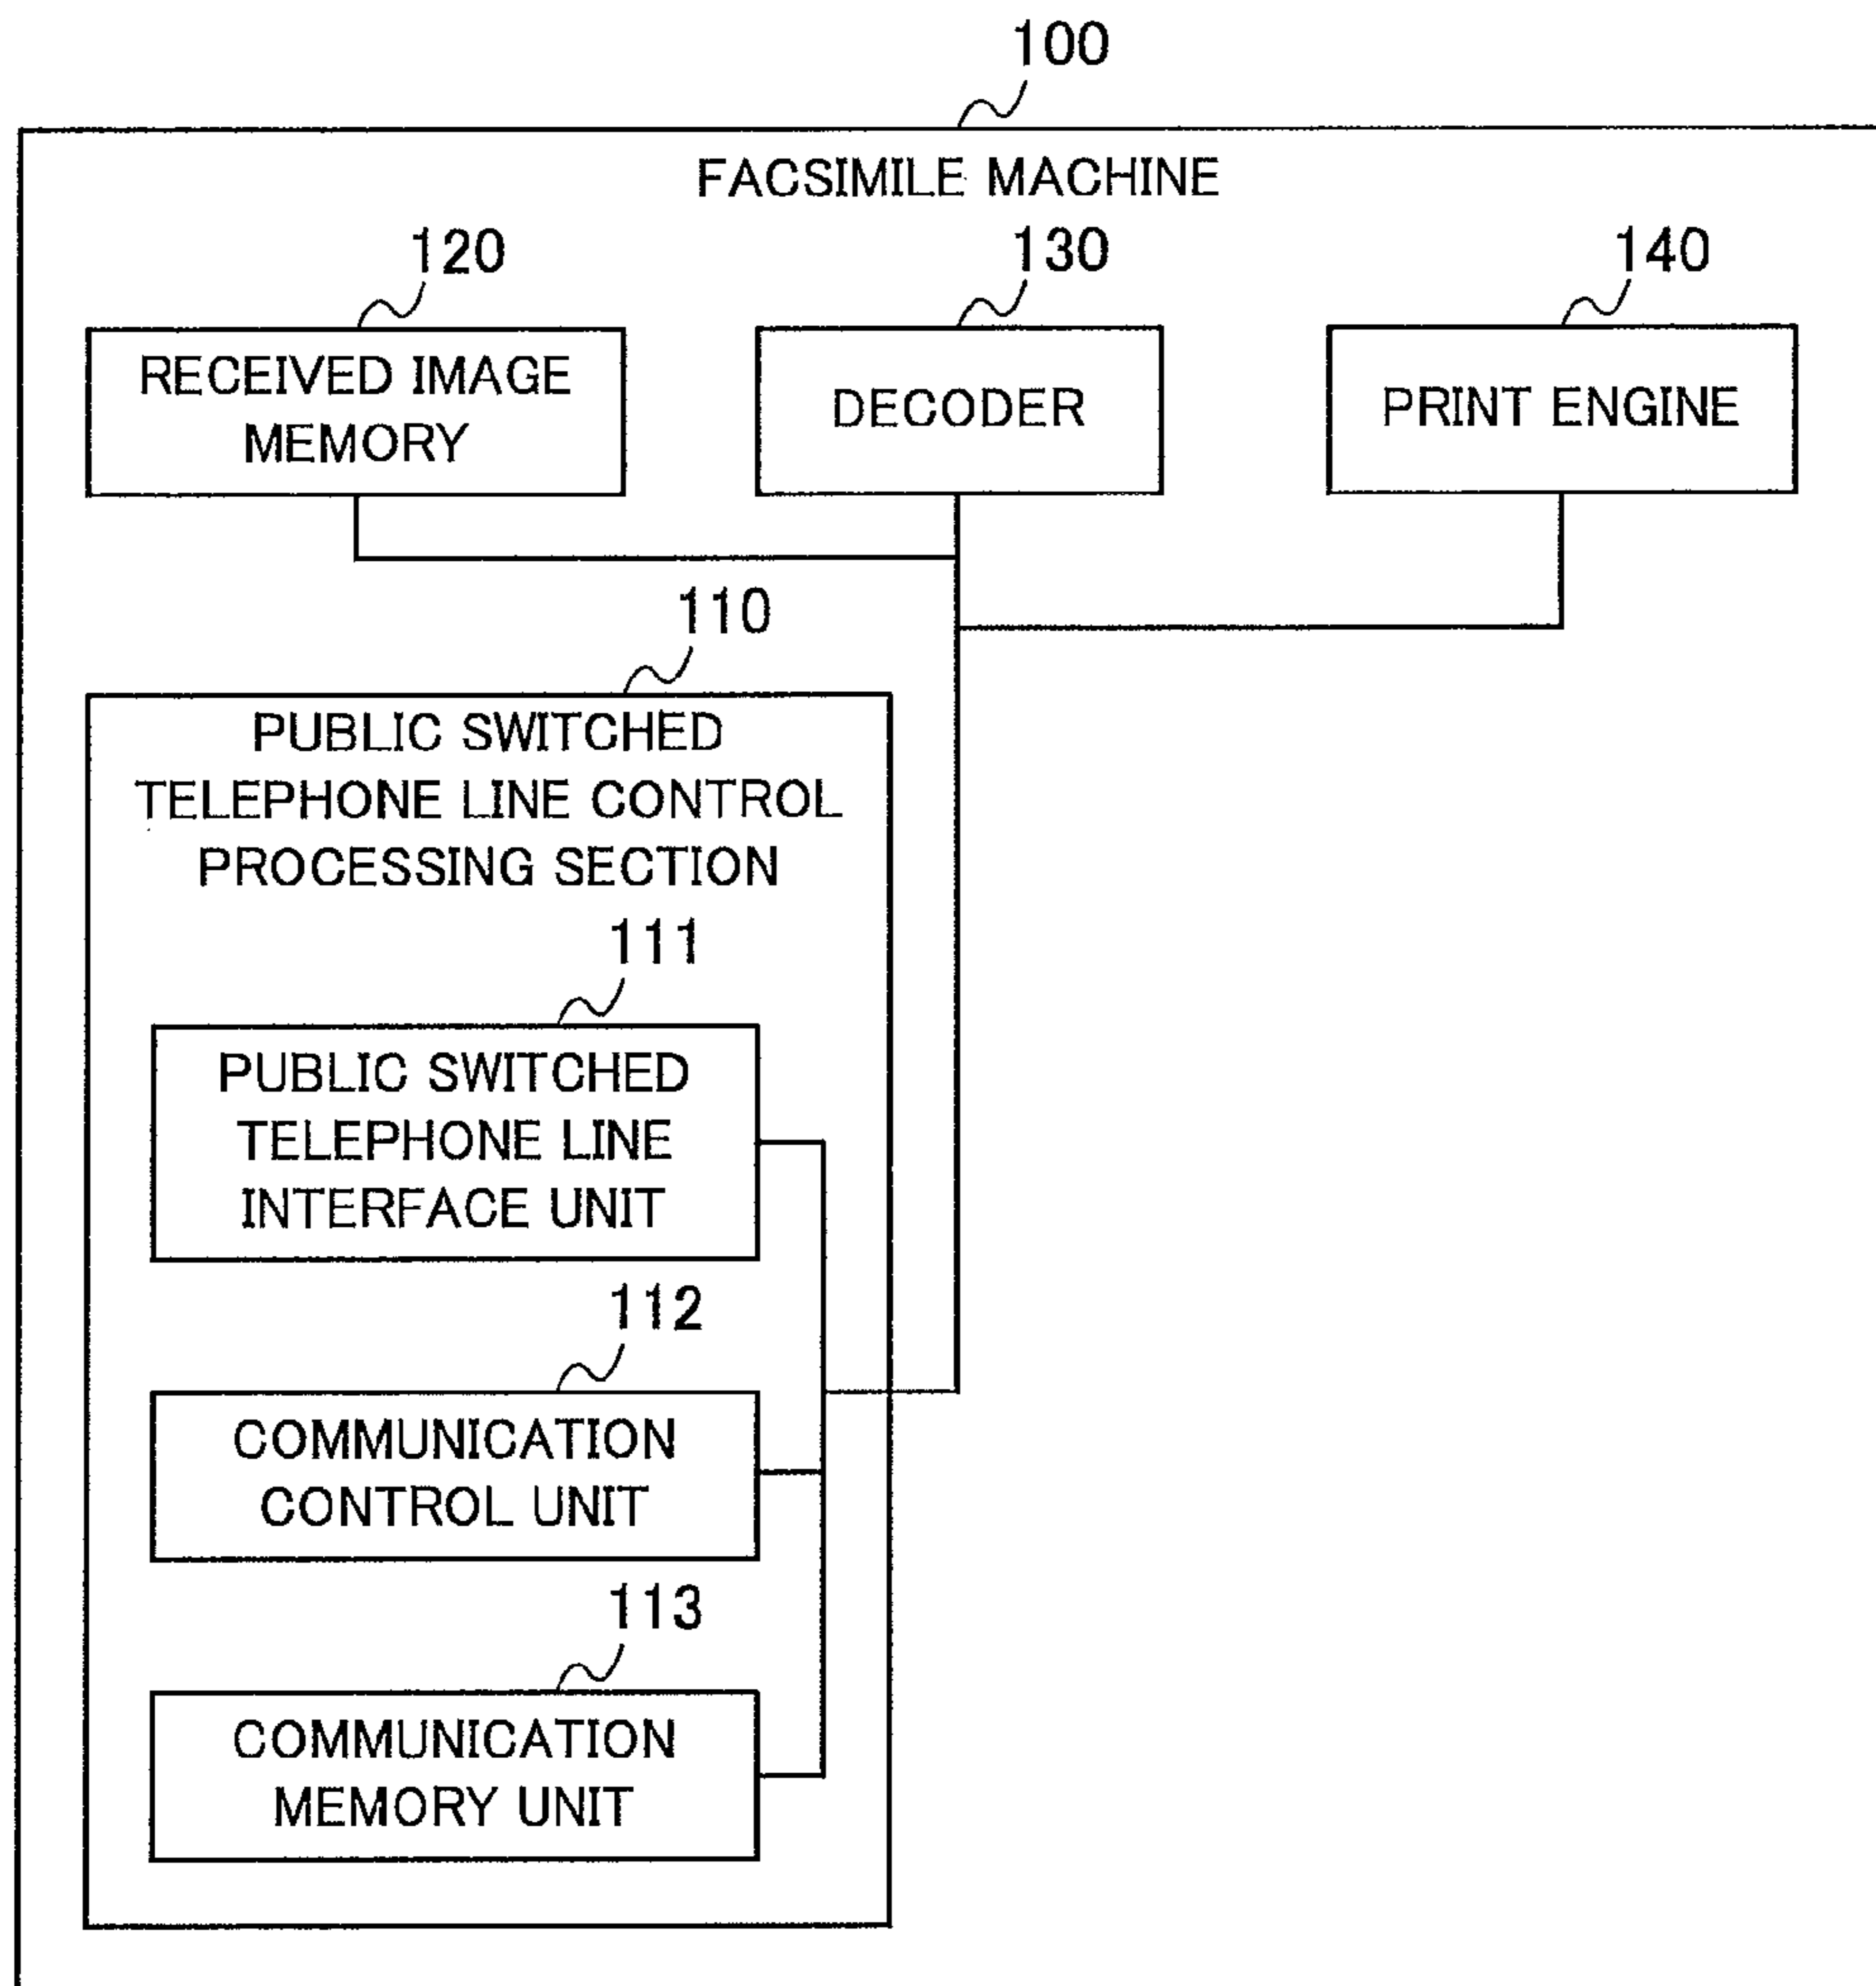 100
FACSIMILE MACHINE
120
130
140
RECEIVED IMAGE
MEMORY
DECODER
PRINT ENGINE
110
PUBLIC SWITCHED
TELEPHONE LINE CONTROL
PROCESSING SECTION
111
PUBLIC SWITCHED
TELEPHONE LINE
INTERFACE UNIT
112
COMMUNICATION
CONTROL UNIT
113
COMMUNICATION
MEMORY UNIT